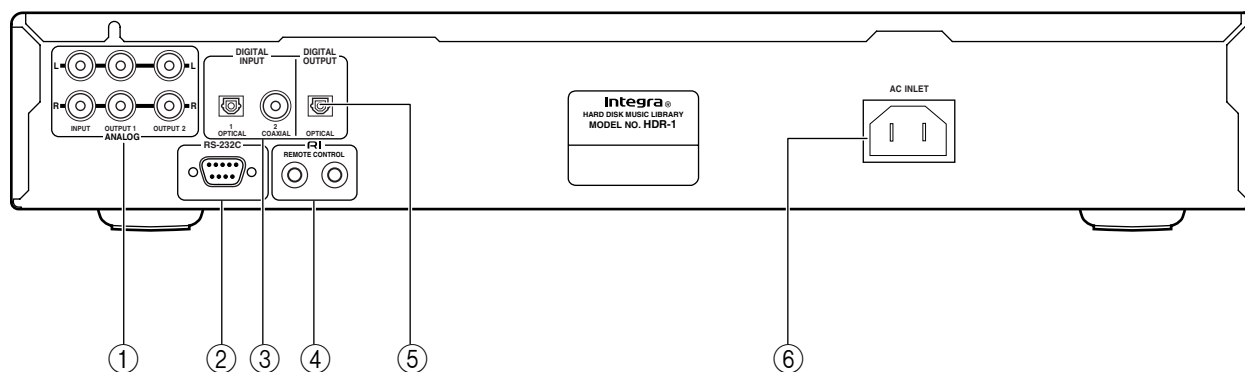 DIGITAL
INPUT
DIGITAL
OUTPUT
L
L
R
R
INPUT
OUTPUT 1
OUTPUT 2
ANALOG
1
OPTICAL
2
COAXIAL
OPTICAL
RS-232C
RI
REMOTE CONTROL
Integra ®
HARD DISK MUSIC LIBRARY
MODEL NO. HDR-1
AC INLET
1
2
3
4
5
6